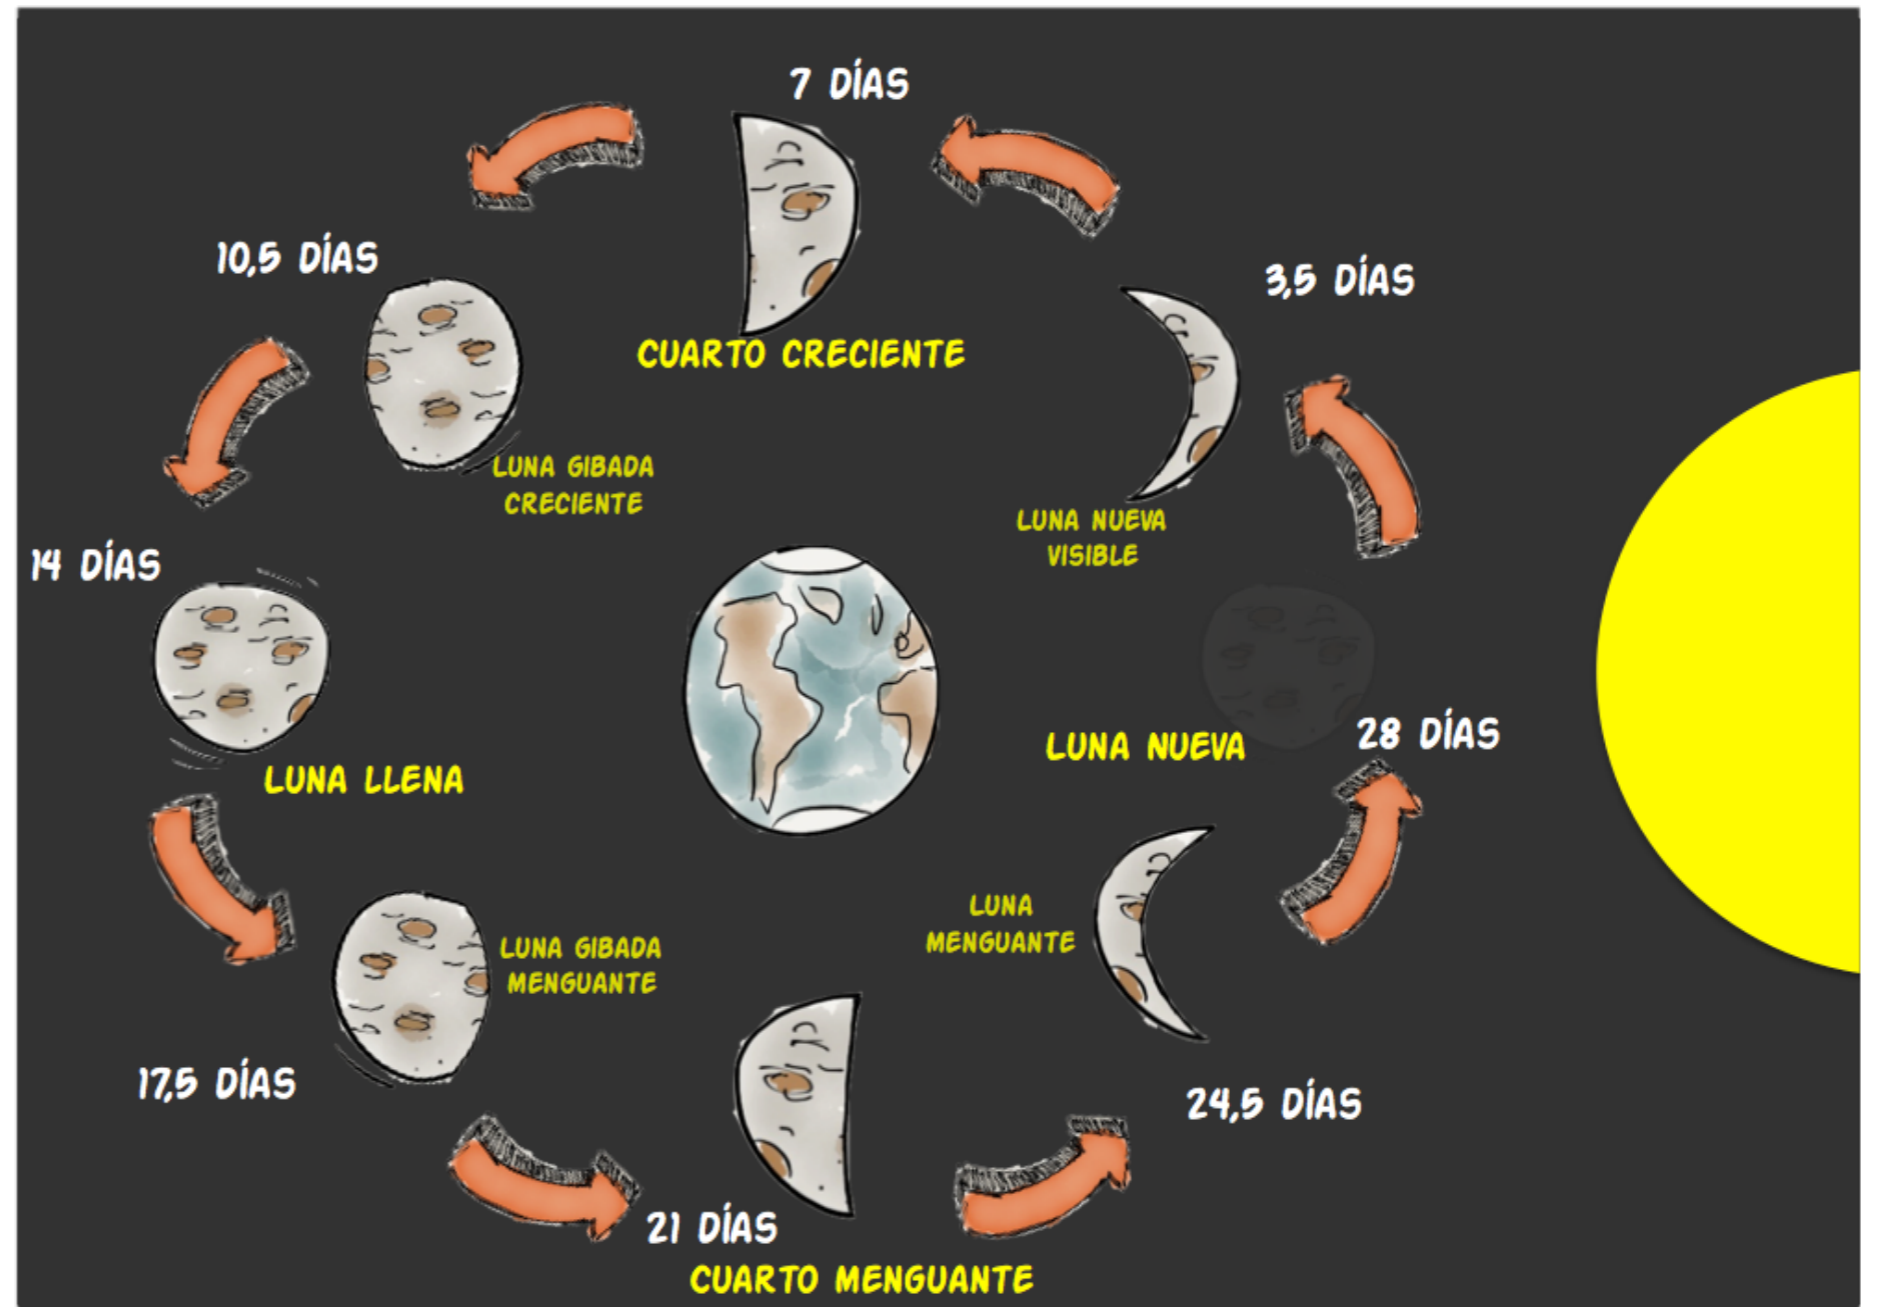 7 DÍAS
CUARTO CRECIENTE
3,5 DÍAS
LUNA NUEVA
VISIBLE
10,5 DÍAS
LUNA GIBADA
CRECIENTE
14 DÍAS
LUNA LLENA
LUNA NUEVA
28 DÍAS
LUNA GIBADA
MENGUANTE
17,5 DÍAS
LUNA
MENGUANTE
24,5 DÍAS
21 DÍAS
CUARTO MENGUANTE